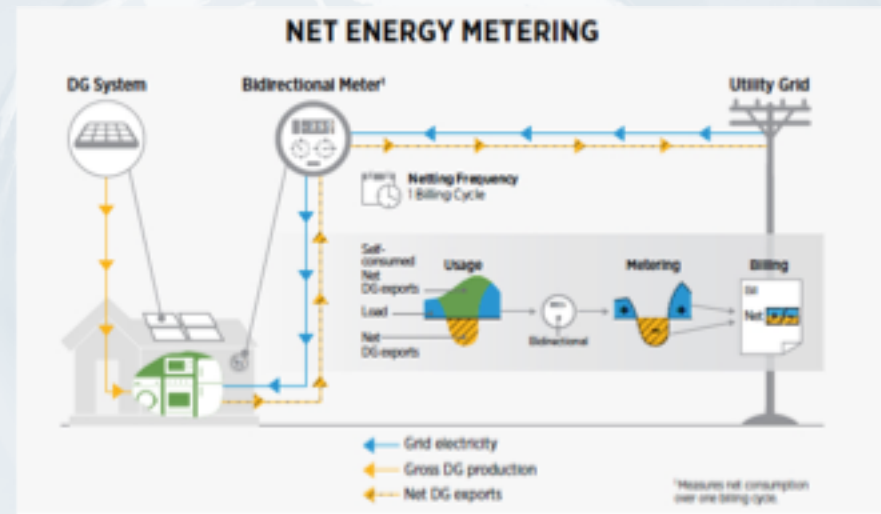 NET ENERGY METERING
DG System
Bidirectional Meter¹
Utility Grid
Netting Frequency
1 Billing Cycle
Self-
consumed
Net
DG exports
Load
Net
DG exports
Usage
Bidirectional
Metering
Billing
Bill
Net
Grid electricity
Gross DG production
Net DG exports
¹Measures net consumption
over one billing cycle.